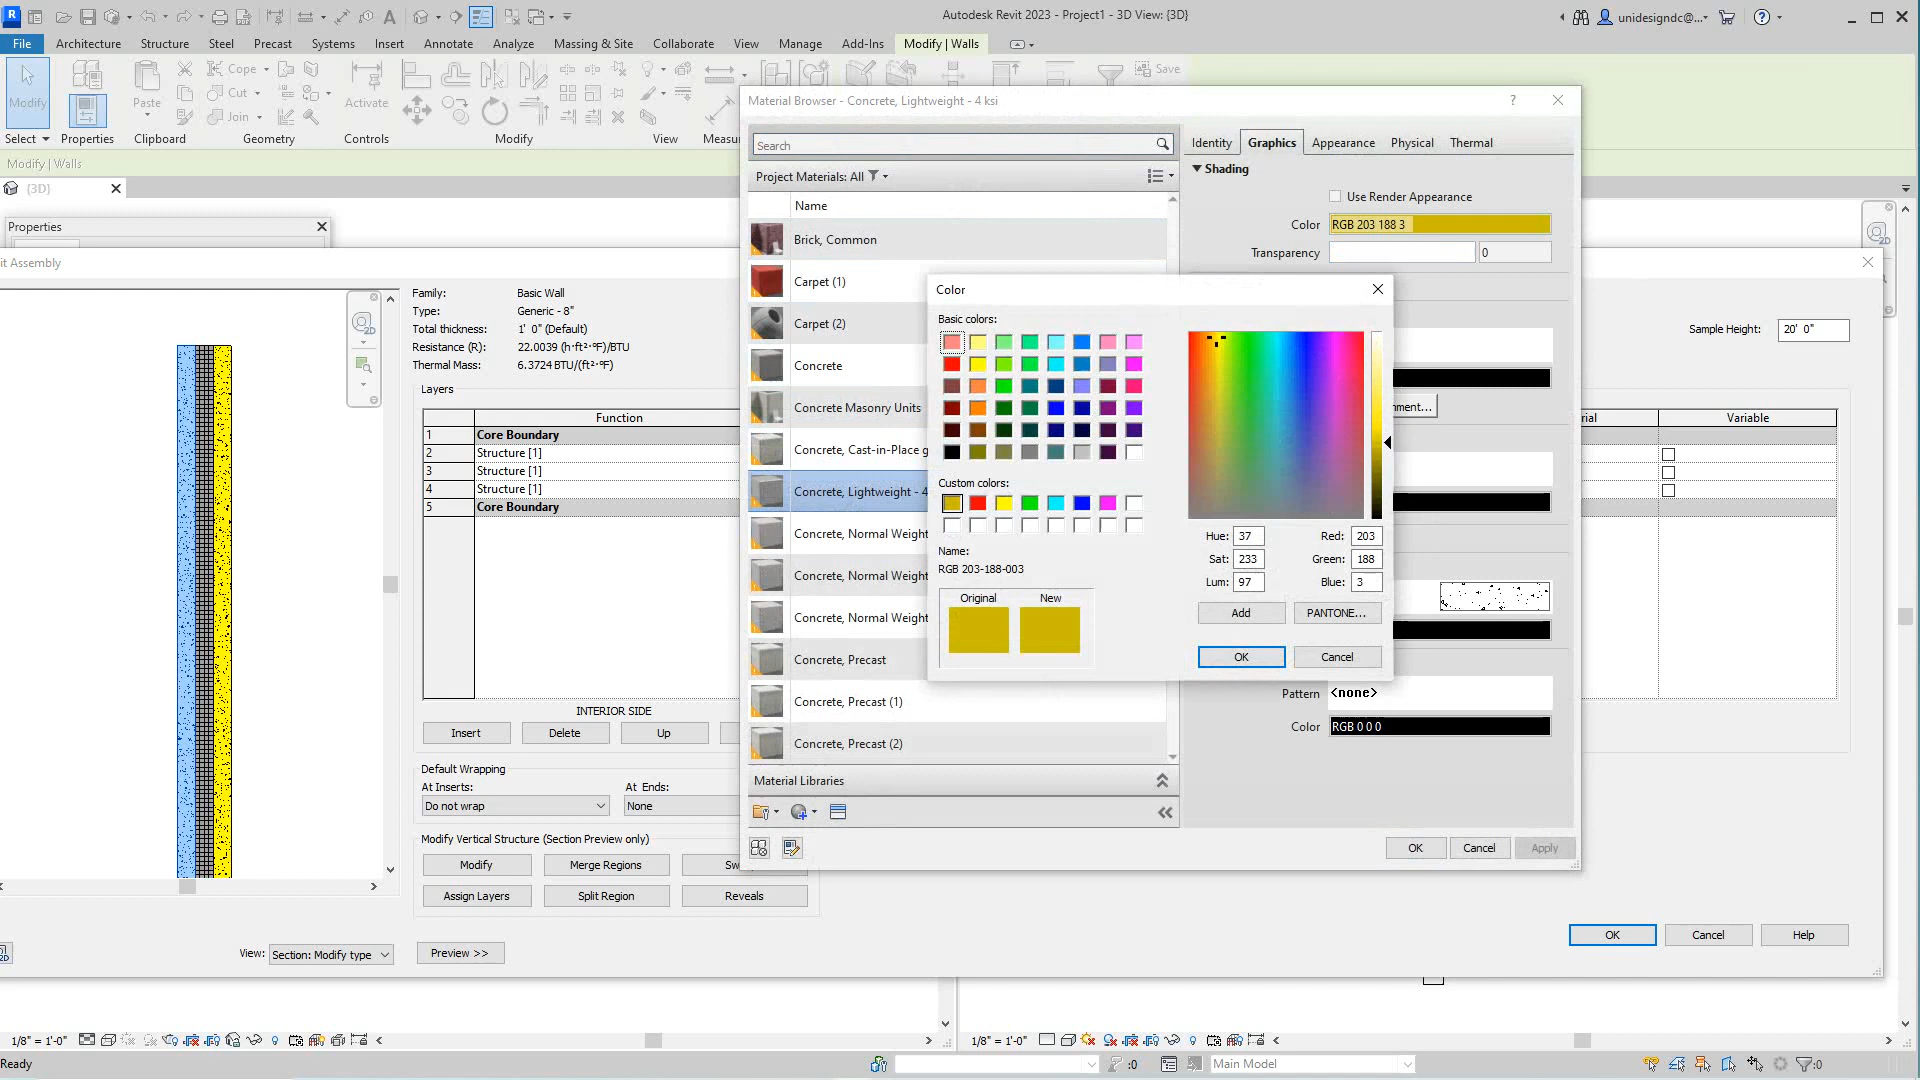 Autodesk Revit 2023 - Project1 - 3D View: {3D}
unidesigndc@...
File Architecture Structure Steel Precast Systems Insert Annotate Analyze Massing & Site Collaborate View Manage Add-Ins Modify | Walls
Modify
Paste
Cope
Cut
Join
Activate
Save
Select Properties Clipboard Geometry Controls Modify View Measu
Modify | Walls
{3D}
Properties
it Assembly
Family: Basic Wall
Type: Generic - 8"
Total thickness: 1' 0" (Default)
Resistance (R): 22.0039 (h·ft²·°F)/BTU
Thermal Mass: 6.3724 BTU/(ft²·°F)
Sample Height: 20' 0"
Layers
Function
1 Core Boundary
2 Structure [1]
3 Structure [1]
4 Structure [1]
5 Core Boundary
ial Variable
INTERIOR SIDE
Insert Delete Up
Default Wrapping
At Inserts: At Ends:
Do not wrap None
Modify Vertical Structure (Section Preview only)
Modify Merge Regions Sw
Assign Layers Split Region Reveals
View: Section: Modify type Preview >>
OK Cancel Help
Material Browser - Concrete, Lightweight - 4 ksi
?
Search
Project Materials: All
Name
Brick, Common
Carpet (1)
Carpet (2)
Concrete
Concrete Masonry Units
Concrete, Cast-in-Place g
Concrete, Lightweight - 4
Concrete, Normal Weight
Concrete, Normal Weight
Concrete, Normal Weight
Concrete, Precast
Concrete, Precast (1)
Concrete, Precast (2)
Material Libraries
Identity Graphics Appearance Physical Thermal
Shading
Use Render Appearance
Color RGB 203 188 3
Transparency 0
nment...
Pattern <none>
Color RGB 0 0 0
OK Cancel Apply
Color
Basic colors:
Custom colors:
Name:
RGB 203-188-003
Original New
Hue: 37 Red: 203
Sat: 233 Green: 188
Lum: 97 Blue: 3
Add PANTONE...
OK Cancel
1/8" = 1'-0"
1/8" = 1'-0"
Ready
:0
Main Model
:0